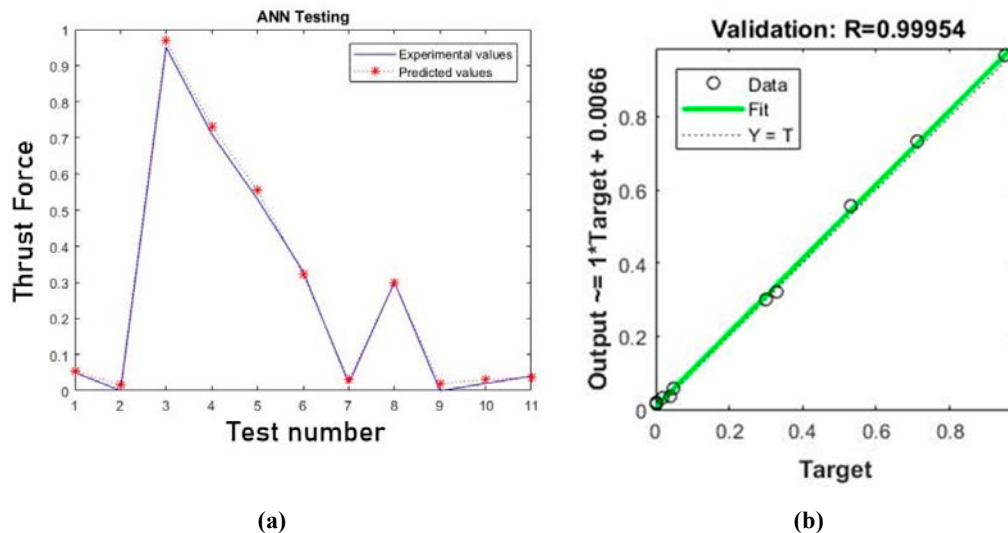 ANN Testing
Thrust Force
1
0.9
0.8
0.7
0.6
0.5
0.4
0.3
0.2
0.1
0
Experimental values
Predicted values
1 2 3 4 5 6 7 8 9 10 11
Test number
(a)
Validation: R=0.99954
Output ~= 1*Target + 0.0066
0.8
0.6
0.4
0.2
0
Data
Fit
Y = T
0 0.2 0.4 0.6 0.8
Target
(b)